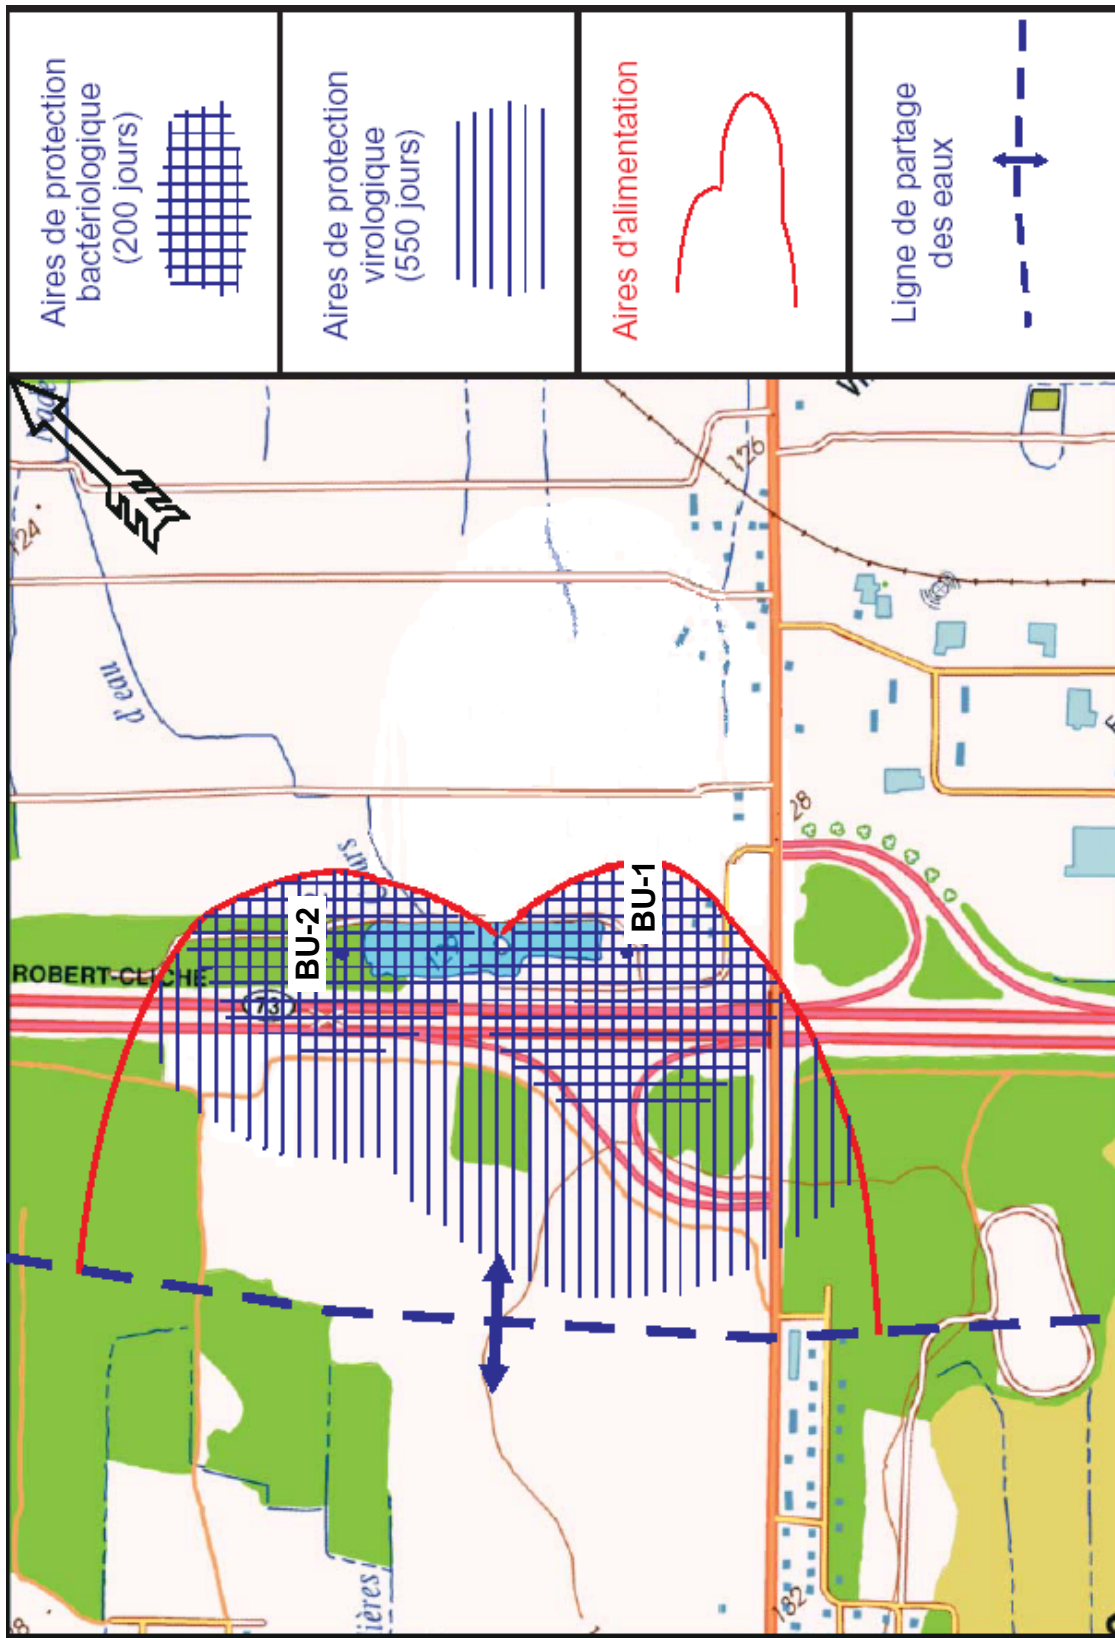 Aires de protection
bactériologique
(200 jours)
Aires de protection
virologique
(550 jours)
Aires d'alimentation
Ligne de partage
des eaux
124
d'eau
126
28
BU-2
BU-1
ROBERT-CLICHE
73
ières
182